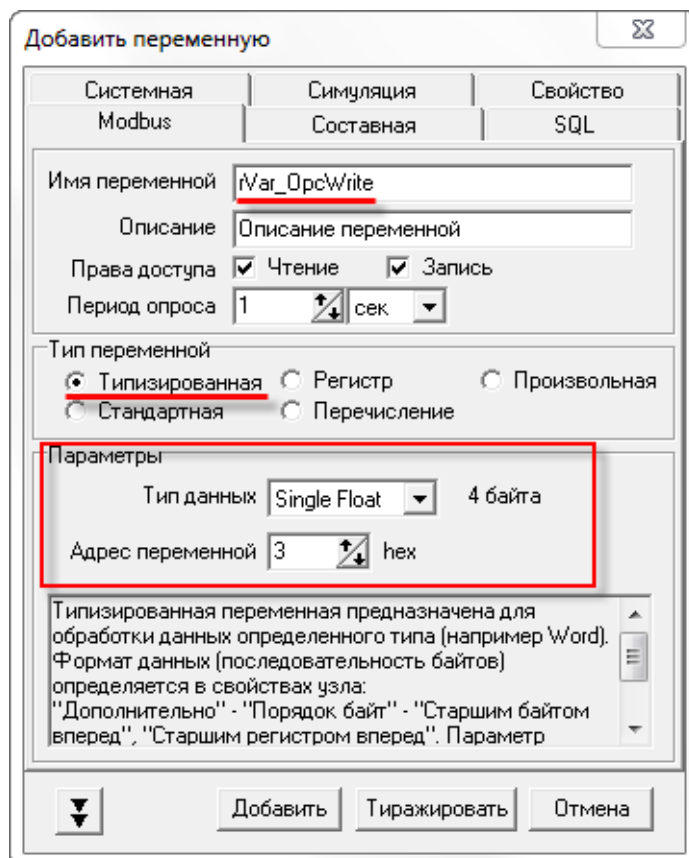 Добавить переменную
Системная Симуляция Свойство
Modbus Составная SQL
Имя переменной rVar_OpcWrite
Описание Описание переменной
Права доступа Чтение Запись
Период опроса 1 сек
Тип переменной
Типизированная Регистр Произвольная
Стандартная Перечисление
Параметры
Тип данных Single Float 4 байта
Адрес переменной 3 hex
Типизированная переменная предназначена для
обработки данных определенного типа (например Word).
Формат данных (последовательность байтов)
определяется в свойствах узла:
"Дополнительно" - "Порядок байт" - "Старшим байтом
вперед", "Старшим регистром вперед". Параметр
Добавить Тиражировать Отмена